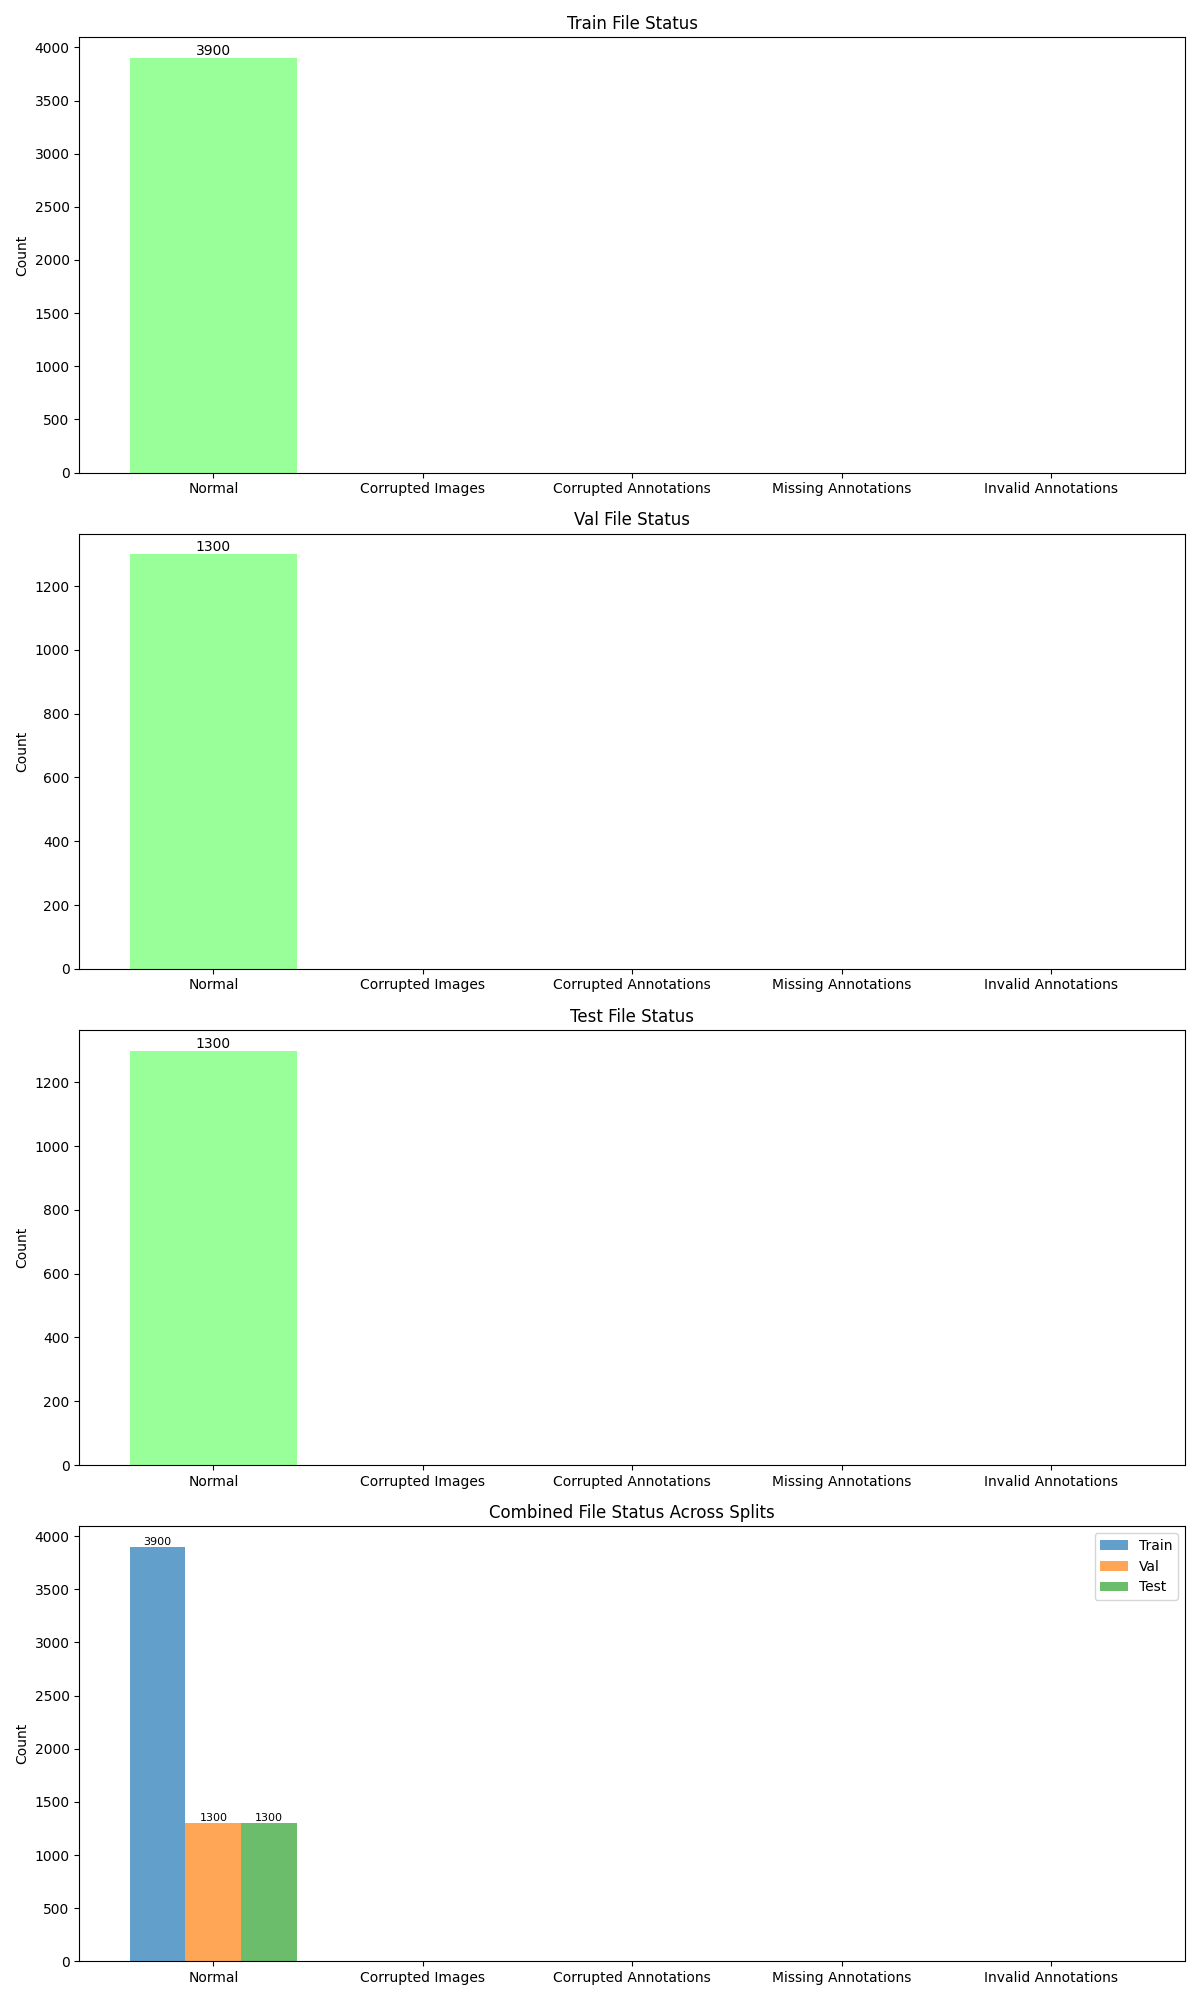 Train File Status
3900
4000
3500
3000
2500
2000
1500
1000
500
0
Count
Normal Corrupted Images Corrupted Annotations Missing Annotations Invalid Annotations
Val File Status
1300
1200
1000
800
600
400
200
0
Count
Normal Corrupted Images Corrupted Annotations Missing Annotations Invalid Annotations
Test File Status
1300
1200
1000
800
600
400
200
0
Count
Normal Corrupted Images Corrupted Annotations Missing Annotations Invalid Annotations
Combined File Status Across Splits
3900
1300
1300
Train
Val
Test
4000
3500
3000
2500
2000
1500
1000
500
0
Count
Normal Corrupted Images Corrupted Annotations Missing Annotations Invalid Annotations